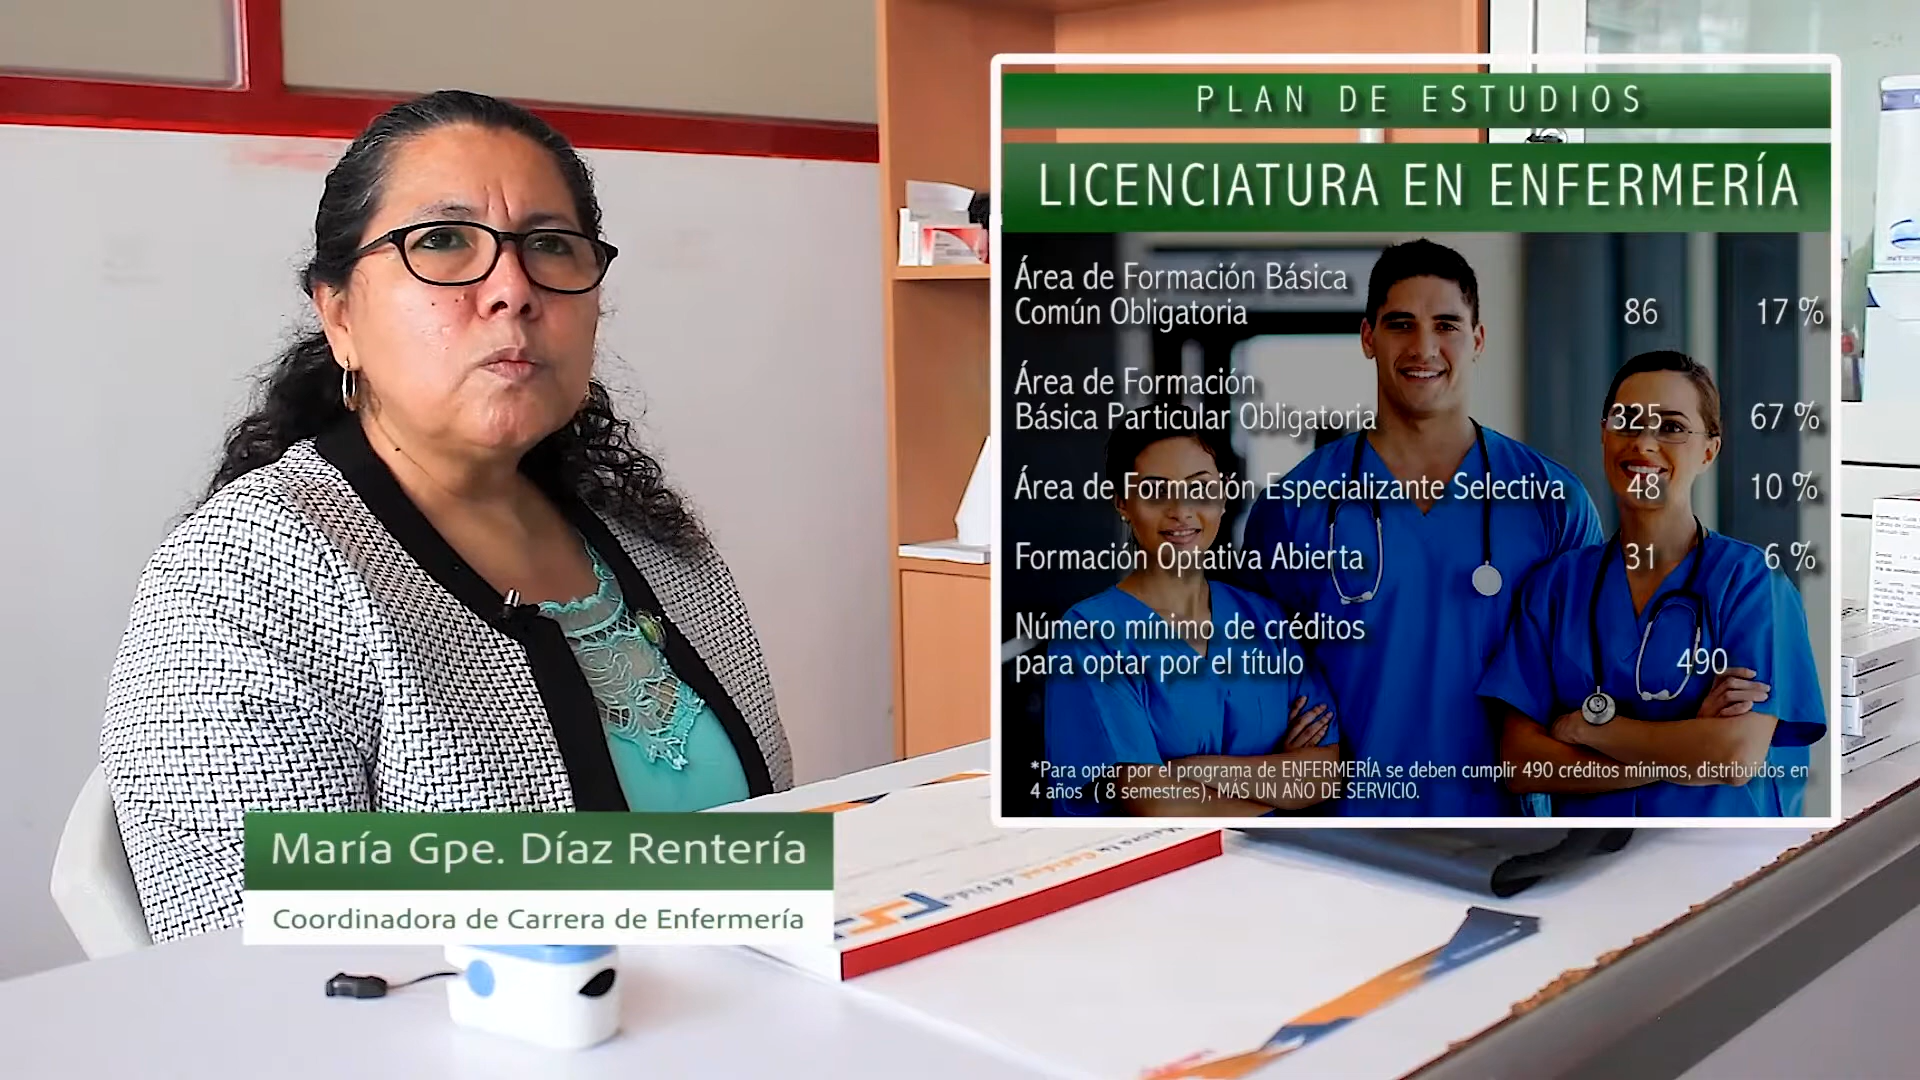 PLAN DE ESTUDIOS
LICENCIATURA EN ENFERMERÍA
Área de Formación Básica
Común Obligatoria 86 17 %
Área de Formación
Básica Particular Obligatoria 325 67 %
Área de Formación Especializante Selectiva 48 10 %
Formación Optativa Abierta 31 6 %
Número mínimo de créditos
para optar por el título 490
*Para optar por el programa de ENFERMERÍA se deben cumplir 490 créditos mínimos, distribuidos en
4 años ( 8 semestres), MÁS UN AÑO DE SERVICIO.
María Gpe. Díaz Rentería
Coordinadora de Carrera de Enfermería